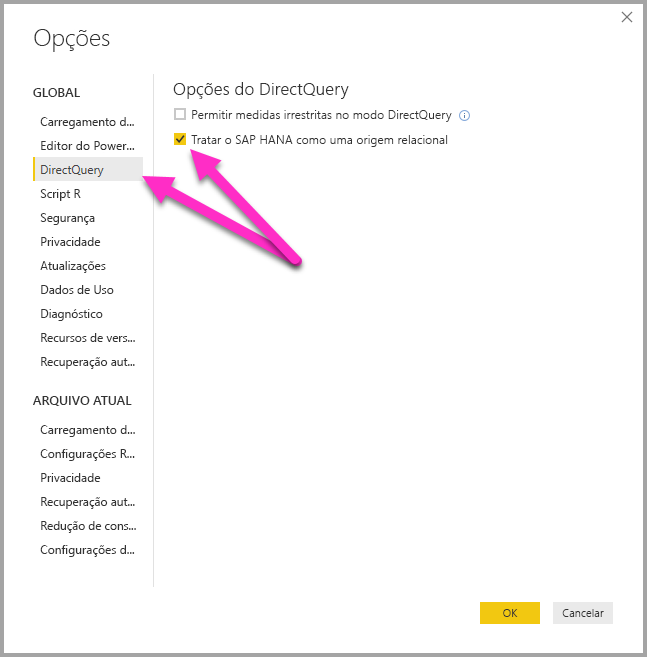 Opções
GLOBAL
Carregamento d...
Editor do Power...
DirectQuery
Script R
Segurança
Privacidade
Atualizações
Dados de Uso
Diagnóstico
Recursos de vers...
Recuperação aut...
ARQUIVO ATUAL
Carregamento d...
Configurações R...
Privacidade
Recuperação aut...
Redução de cons...
Configurações d...
Opções do DirectQuery
Permitir medidas irrestritas no modo DirectQuery
Tratar o SAP HANA como uma origem relacional
OK
Cancelar